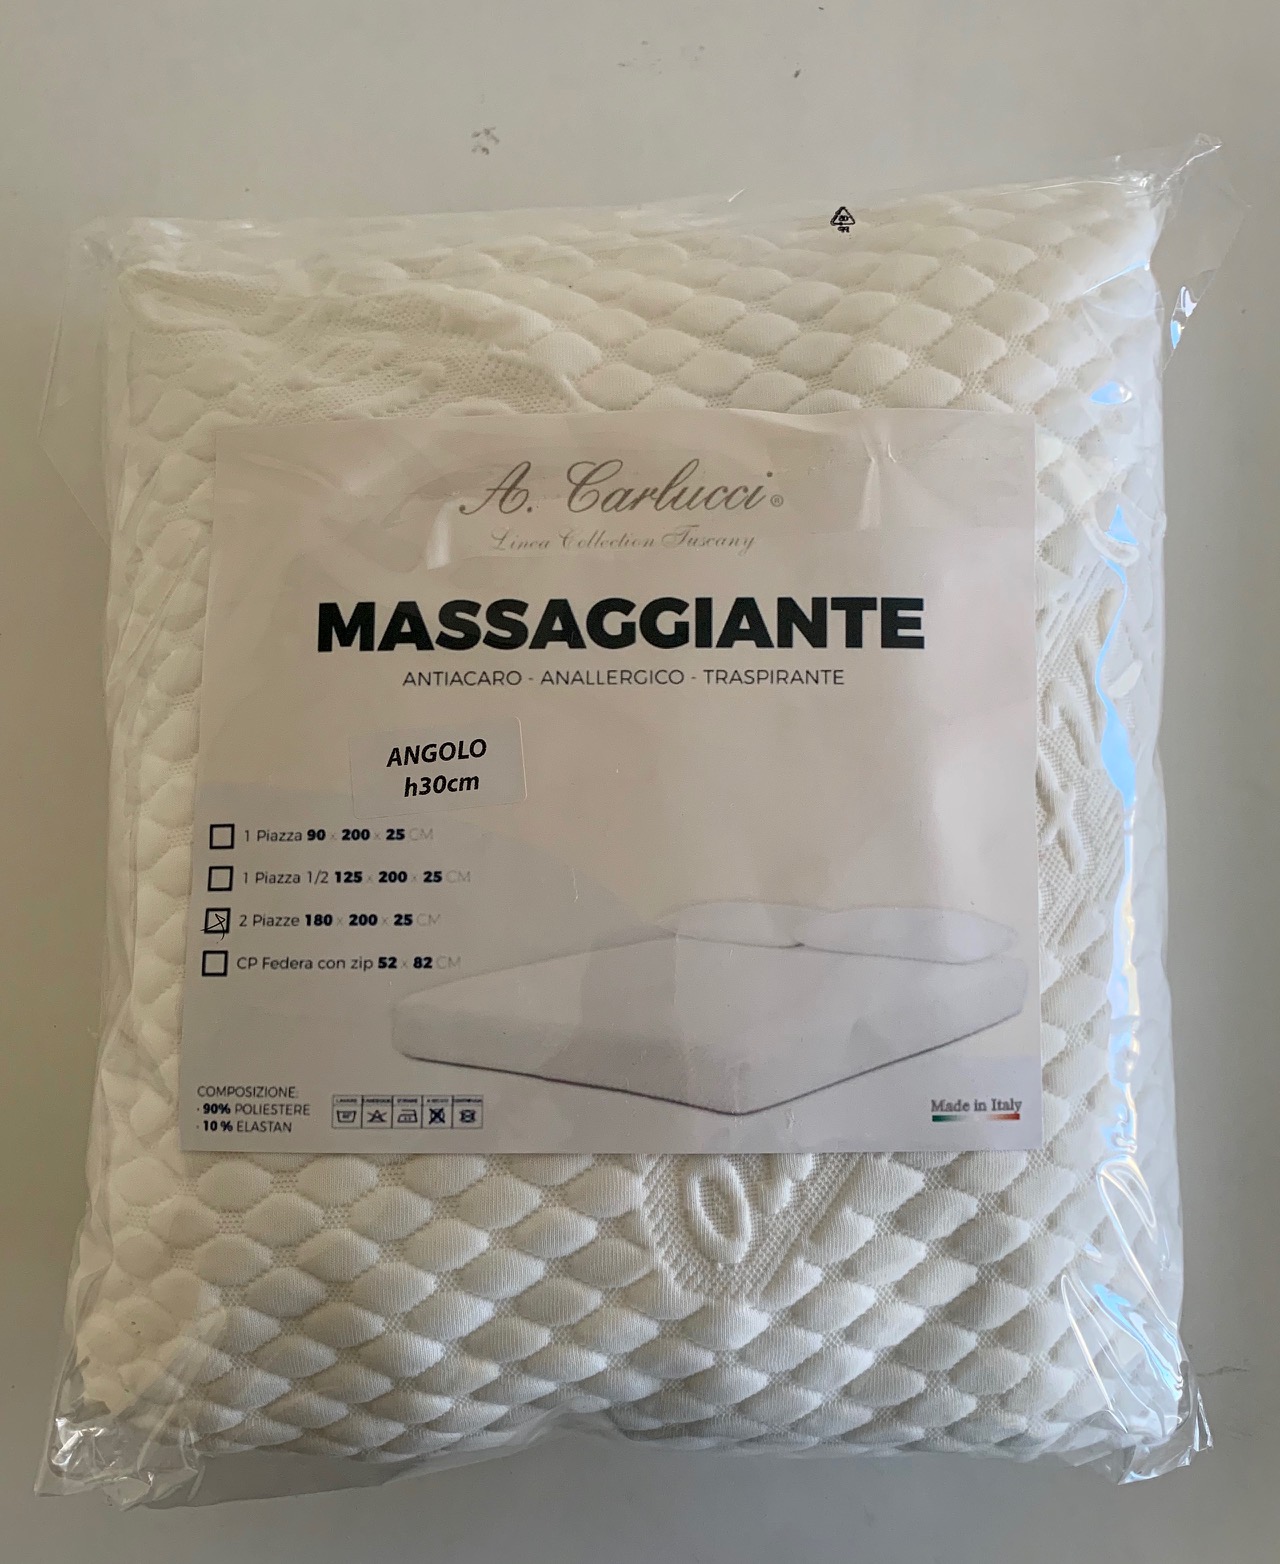 A. Carlucci®
Linea Collection Tuscany
MASSAGGIANTE
ANTIACARO - ANALLERGICO - TRASPIRANTE
ANGOLO
h30cm
1 Piazza 90 x 200 x 25 CM
1 Piazza 1/2 125 x 200 x 25 CM
2 Piazze 180 x 200 x 25 CM
CP Federa con zip 52 x 82 CM
COMPOSIZIONE:
· 90% POLIESTERE
· 10 % ELASTAN
Made in Italy